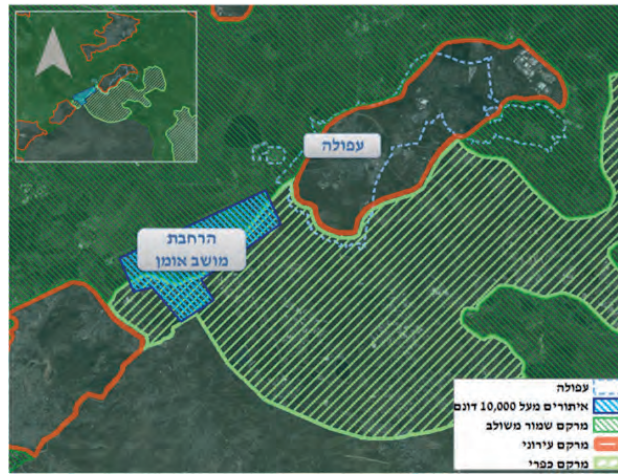 עפולה
הרחבת
מושב אומן
עפולה
איתורים מעל 10,000 דונם
מרקם שמור משולב
מרקם עירוני
מרקם כפרי